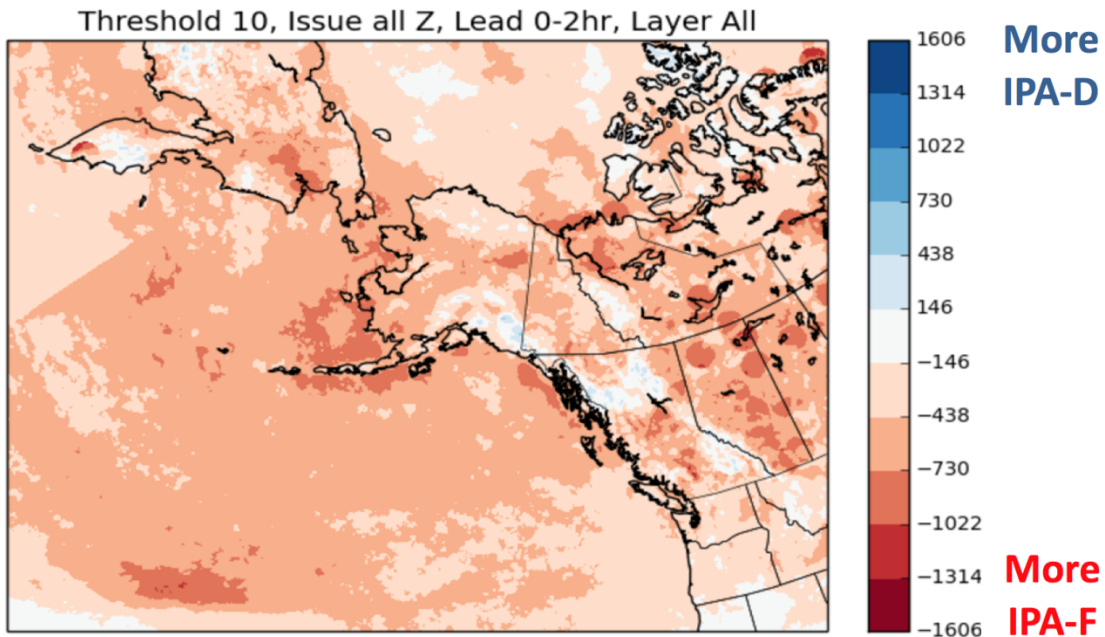 Threshold 10, Issue all Z, Lead 0-2hr, Layer All
1606
1314
1022
730
438
146
−146
−438
−730
−1022
−1314
−1606
More
IPA-D
More
IPA-F